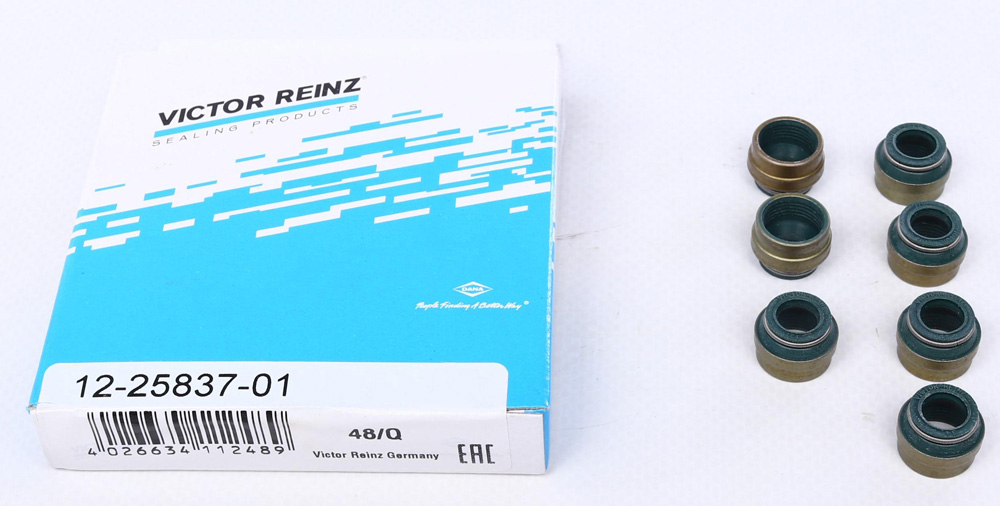 VICTOR REINZ
SEALING PRODUCTS
DANA
People Finding A Better Way
12-25837-01
4 026634 112489
48/Q
Victor Reinz Germany
EAC